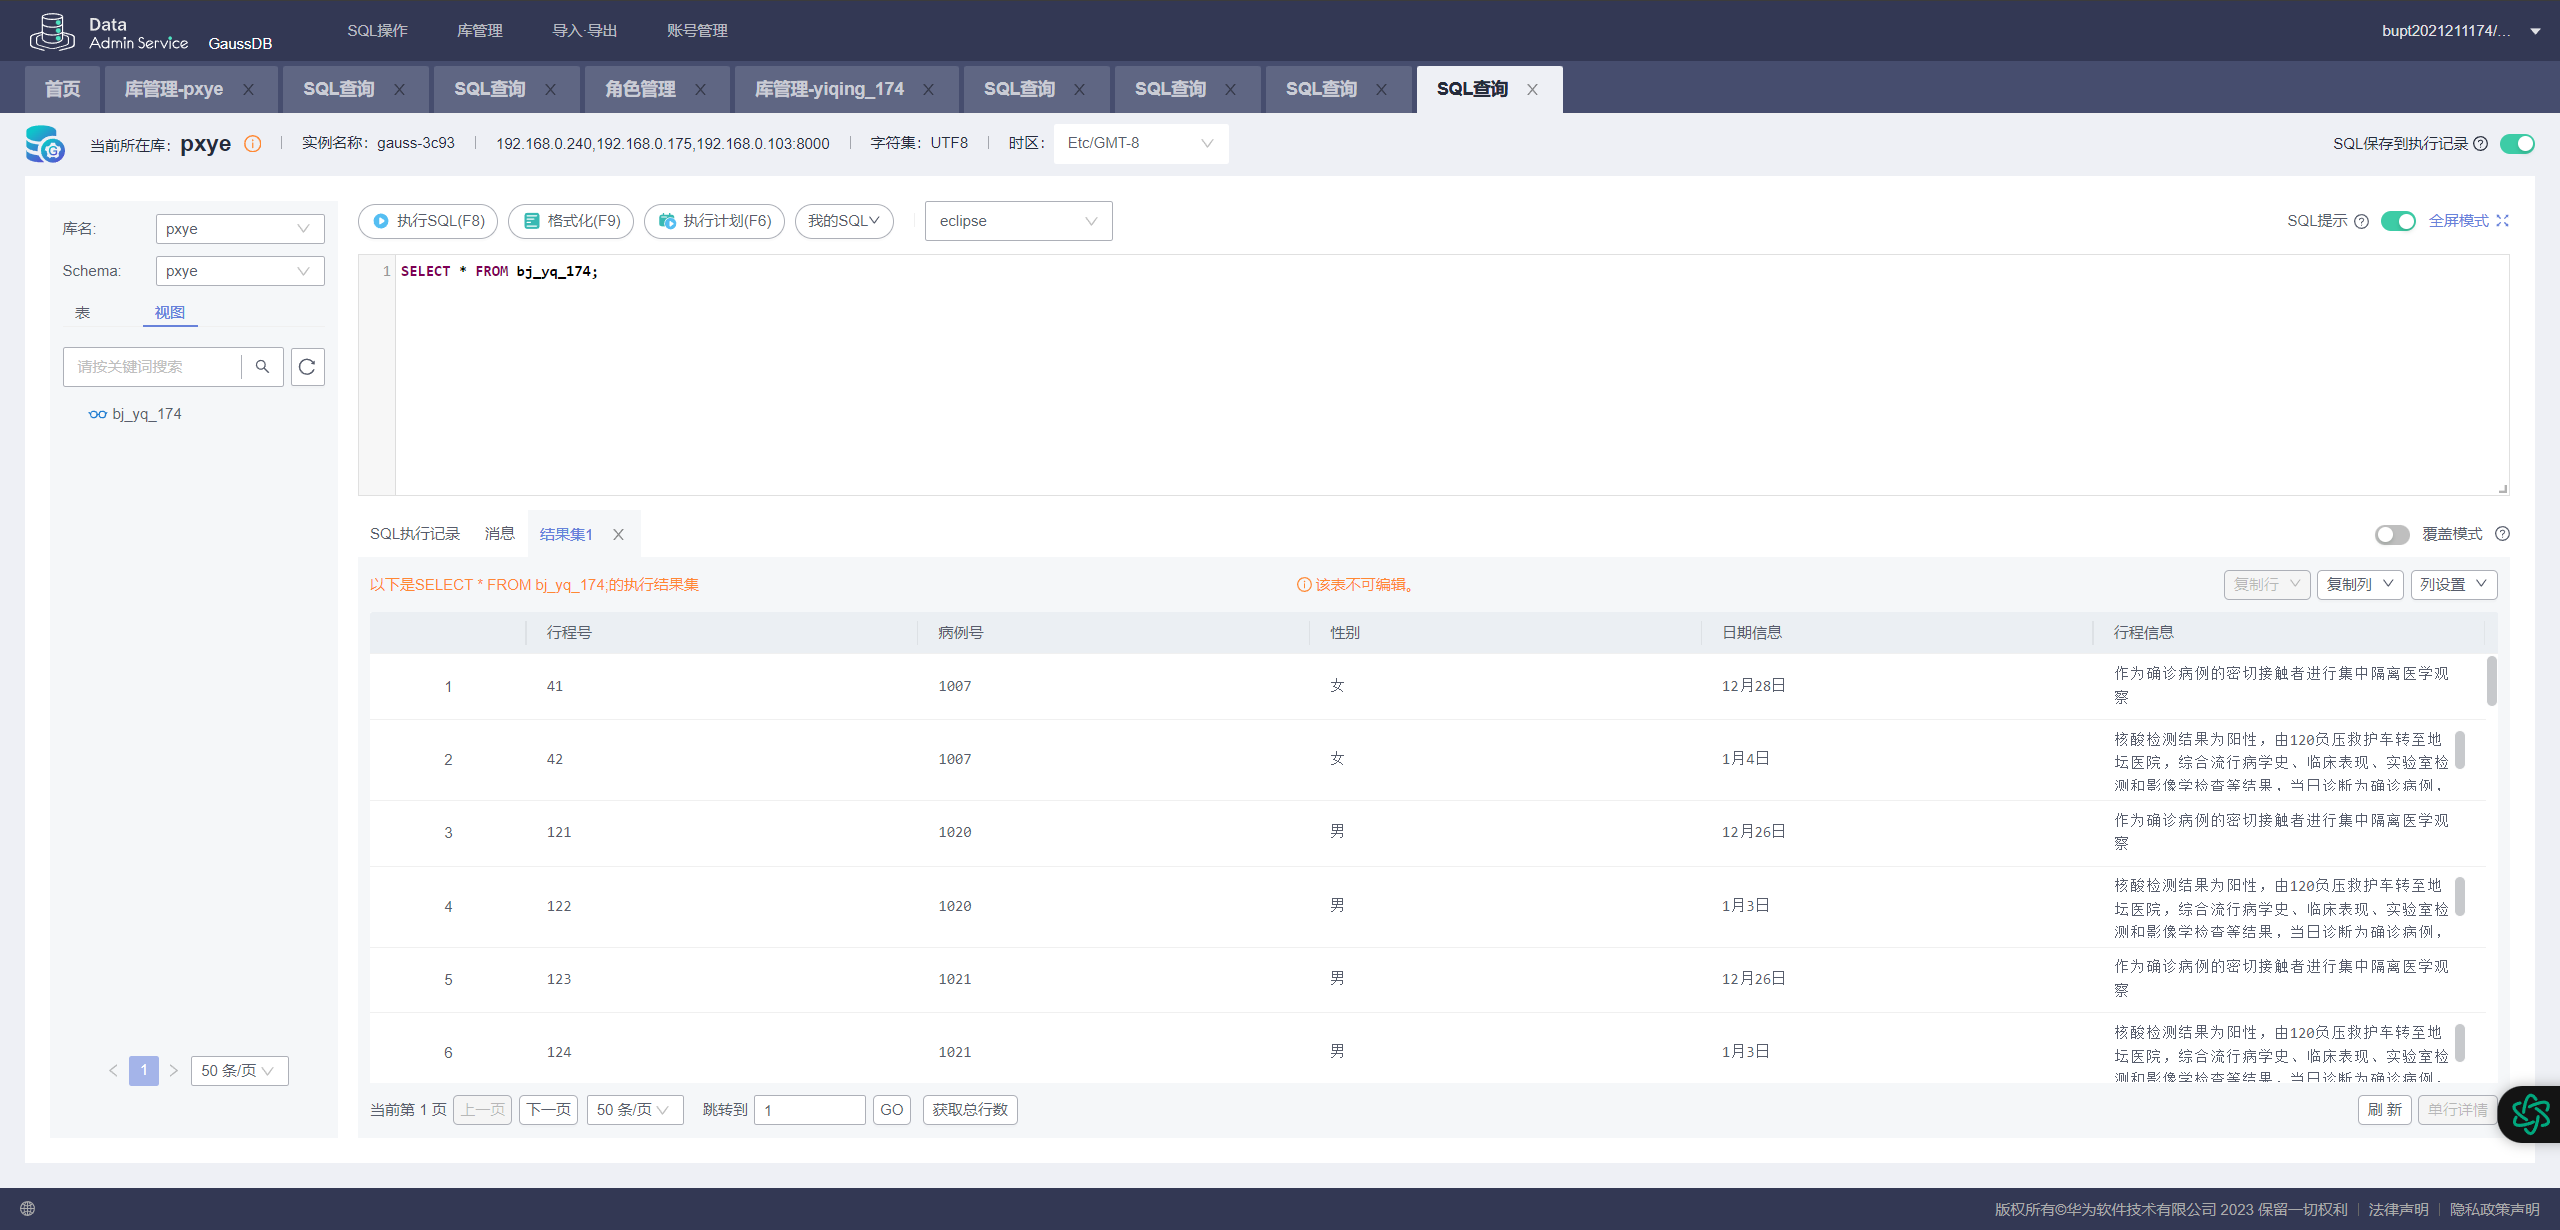 Data
Admin Service GaussDB SQL操作 库管理 导入·导出 账号管理 bupt2021211174/...
首页 库管理-pxye SQL查询 SQL查询 角色管理 库管理-yiqing_174 SQL查询 SQL查询 SQL查询 SQL查询
当前所在库: pxye 实例名称: gauss-3c93 192.168.0.240,192.168.0.175,192.168.0.103:8000 字符集: UTF8 时区: Etc/GMT-8 SQL保存到执行记录
库名: pxye
执行SQL(F8) 格式化(F9) 执行计划(F6) 我的SQL eclipse SQL提示 全屏模式
Schema: pxye
1 SELECT * FROM bj_yq_174;
表 视图
请按关键词搜索
bj_yq_174
SQL执行记录 消息 结果集1 覆盖模式
以下是SELECT * FROM bj_yq_174;的执行结果集 该表不可编辑。 复制行 复制列 列设置
行程号 病例号 性别 日期信息 行程信息
1 41 1007 女 12月28日 作为确诊病例的密切接触者进行集中隔离医学观
察
2 42 1007 女 1月4日 核酸检测结果为阳性，由120负压救护车转至地
坛医院，综合流行病学史、临床表现、实验室检
测和影像学检查等结果，当日诊断为确诊病例，
3 121 1020 男 12月26日 作为确诊病例的密切接触者进行集中隔离医学观
察
4 122 1020 男 1月3日 核酸检测结果为阳性，由120负压救护车转至地
坛医院，综合流行病学史、临床表现、实验室检
测和影像学检查等结果，当日诊断为确诊病例，
5 123 1021 男 12月26日 作为确诊病例的密切接触者进行集中隔离医学观
察
6 124 1021 男 1月3日 核酸检测结果为阳性，由120负压救护车转至地
坛医院，综合流行病学史、临床表现、实验室检
测和影像学检查等结果，当日诊断为确诊病例，
1 50 条/页
当前第 1 页 上一页 下一页 50 条/页 跳转到 1 GO 获取总行数 刷 新 单行详情
版权所有©华为软件技术有限公司 2023 保留一切权利 法律声明 隐私政策声明